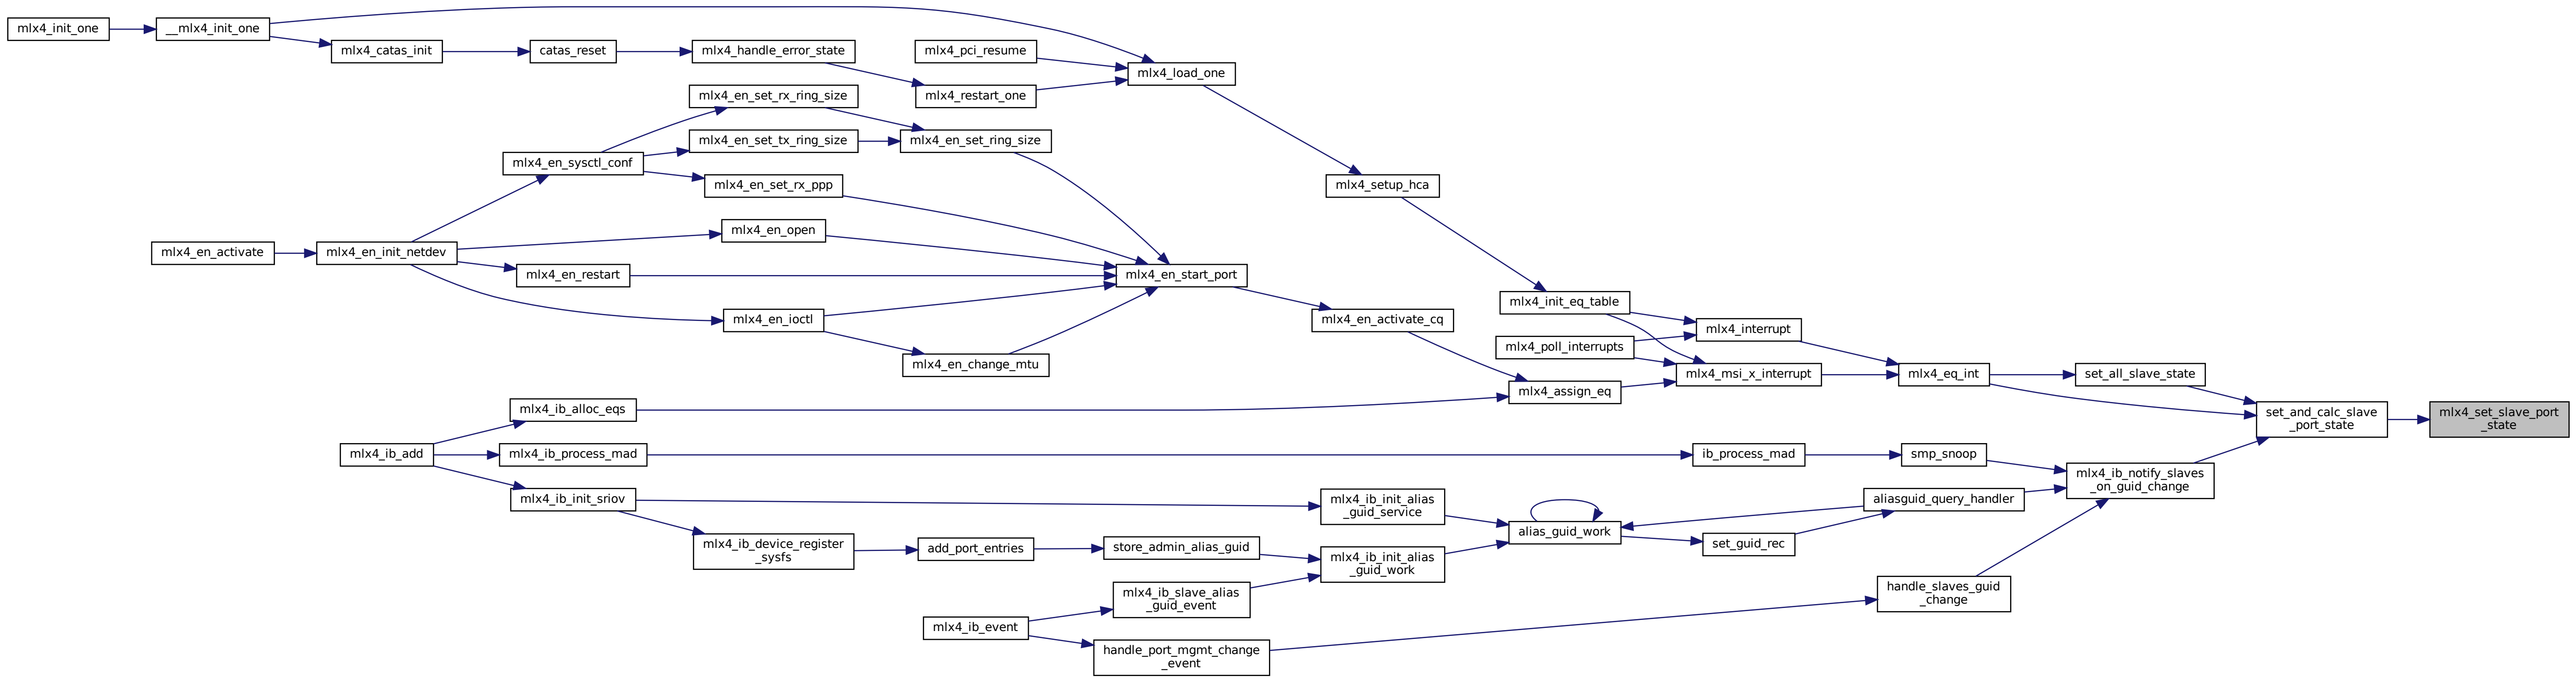 mlx4_init_one
__mlx4_init_one
mlx4_catas_init
catas_reset
mlx4_handle_error_state
mlx4_pci_resume
mlx4_load_one
mlx4_restart_one
mlx4_en_set_rx_ring_size
mlx4_en_set_tx_ring_size
mlx4_en_set_ring_size
mlx4_en_sysctl_conf
mlx4_en_set_rx_ppp
mlx4_setup_hca
mlx4_en_open
mlx4_en_activate
mlx4_en_init_netdev
mlx4_en_restart
mlx4_en_start_port
mlx4_init_eq_table
mlx4_en_ioctl
mlx4_en_activate_cq
mlx4_interrupt
mlx4_poll_interrupts
mlx4_en_change_mtu
mlx4_msi_x_interrupt
mlx4_eq_int
set_all_slave_state
mlx4_assign_eq
mlx4_ib_alloc_eqs
set_and_calc_slave
_port_state
mlx4_set_slave_port
_state
mlx4_ib_add
mlx4_ib_process_mad
ib_process_mad
smp_snoop
mlx4_ib_notify_slaves
_on_guid_change
mlx4_ib_init_sriov
mlx4_ib_init_alias
_guid_service
aliasguid_query_handler
alias_guid_work
set_guid_rec
mlx4_ib_device_register
_sysfs
add_port_entries
store_admin_alias_guid
mlx4_ib_init_alias
_guid_work
mlx4_ib_slave_alias
_guid_event
handle_slaves_guid
_change
mlx4_ib_event
handle_port_mgmt_change
_event